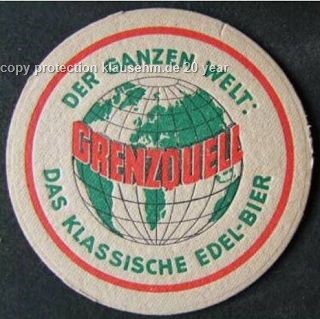 copy protection klausehm.de 20 year
DER GANZEN WELT:
GRENZQUELL
DAS KLASSISCHE EDEL-BIER